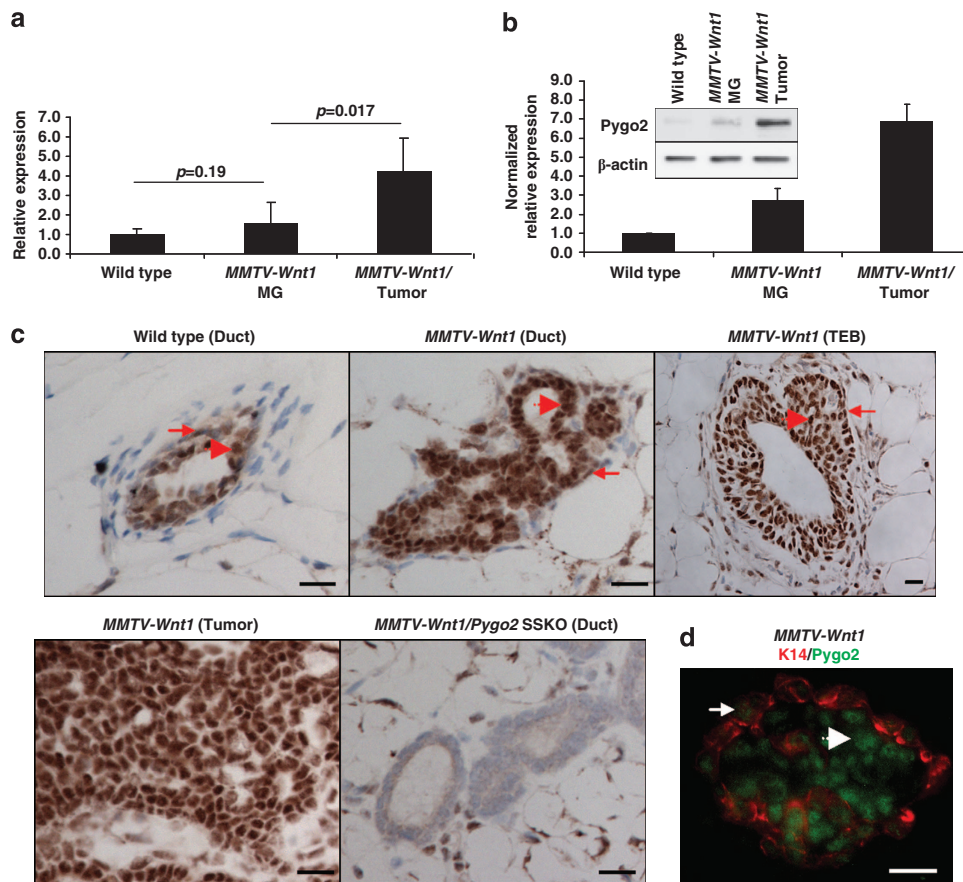 a
Relative expression
7.0
6.0
5.0
4.0
3.0
2.0
1.0
0.0
p=0.19
p=0.017
Wild type
MMTV-Wnt1
MG
MMTV-Wnt1/
Tumor
b
Normalized
relative expression
9.0
8.0
7.0
6.0
5.0
4.0
3.0
2.0
1.0
0.0
Wild type
MMTV-Wnt1
MG
MMTV-Wnt1
Tumor
Pygo2
β-actin
Wild type
MMTV-Wnt1
MG
MMTV-Wnt1/
Tumor
c
Wild type (Duct)
MMTV-Wnt1 (Duct)
MMTV-Wnt1 (TEB)
MMTV-Wnt1 (Tumor)
MMTV-Wnt1/Pygo2 SSKO (Duct)
d
MMTV-Wnt1
K14/Pygo2